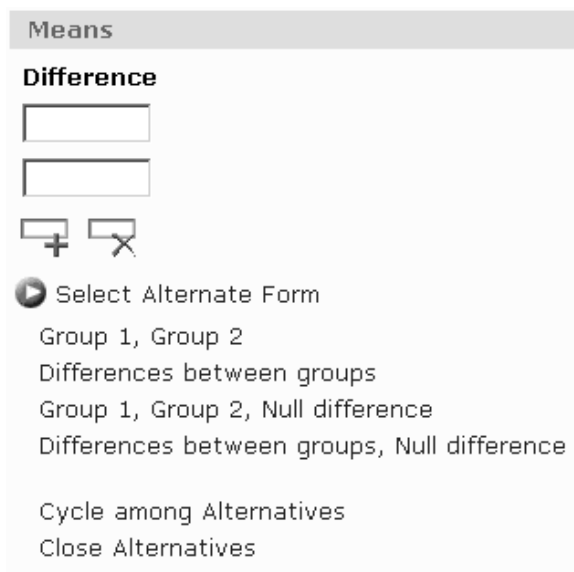 Means
Difference
Select Alternate Form
Group 1, Group 2
Differences between groups
Group 1, Group 2, Null difference
Differences between groups, Null difference
Cycle among Alternatives
Close Alternatives